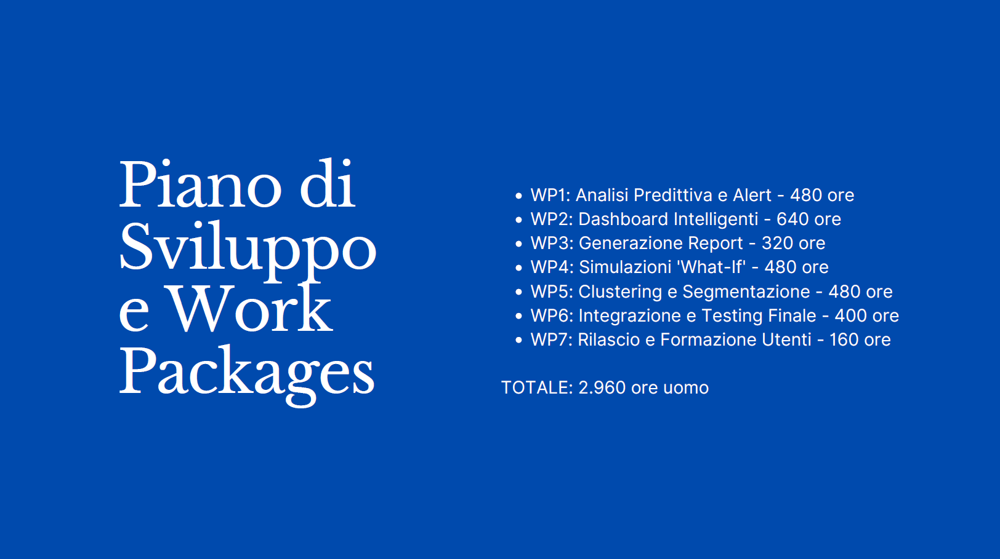 Piano di
Sviluppo
e Work
Packages
• WP1: Analisi Predittiva e Alert - 480 ore
• WP2: Dashboard Intelligenti - 640 ore
• WP3: Generazione Report - 320 ore
• WP4: Simulazioni 'What-If' - 480 ore
• WP5: Clustering e Segmentazione - 480 ore
• WP6: Integrazione e Testing Finale - 400 ore
• WP7: Rilascio e Formazione Utenti - 160 ore
TOTALE: 2.960 ore uomo